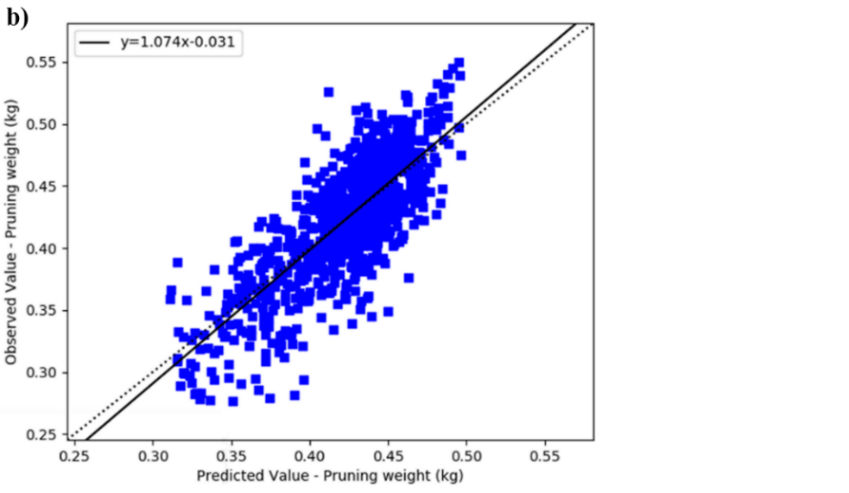 b)
y=1.074x-0.031
Observed Value - Pruning weight (kg)
0.55
0.50
0.45
0.40
0.35
0.30
0.25
0.25 0.30 0.35 0.40 0.45 0.50 0.55
Predicted Value - Pruning weight (kg)